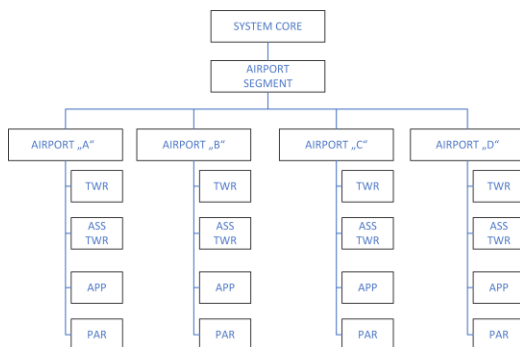 SYSTEM CORE
AIRPORT
SEGMENT
AIRPORT „A“
AIRPORT „B“
AIRPORT „C“
AIRPORT „D“
TWR
TWR
TWR
TWR
ASS
TWR
ASS
TWR
ASS
TWR
ASS
TWR
APP
APP
APP
APP
PAR
PAR
PAR
PAR